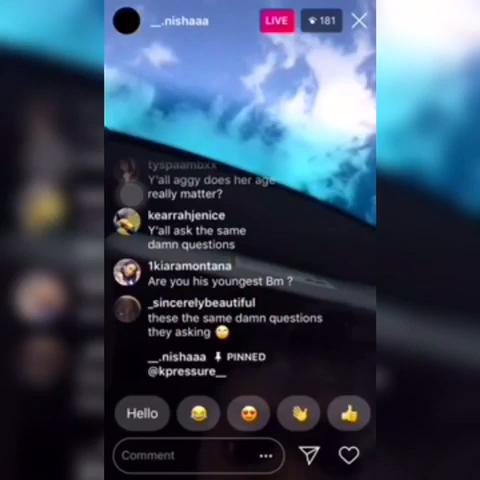 __.nishaaa LIVE 181
tyspaambxx
Y'all aggy does her age
really matter?
kearrahjenice
Y'all ask the same
damn questions
1kiaramontana
Are you his youngest Bm ?
_sincerelybeautiful
these the same damn questions
they asking 🙄
__.nishaaa PINNED
@kpressure__
Hello 😂 😍 👏 👍
Comment